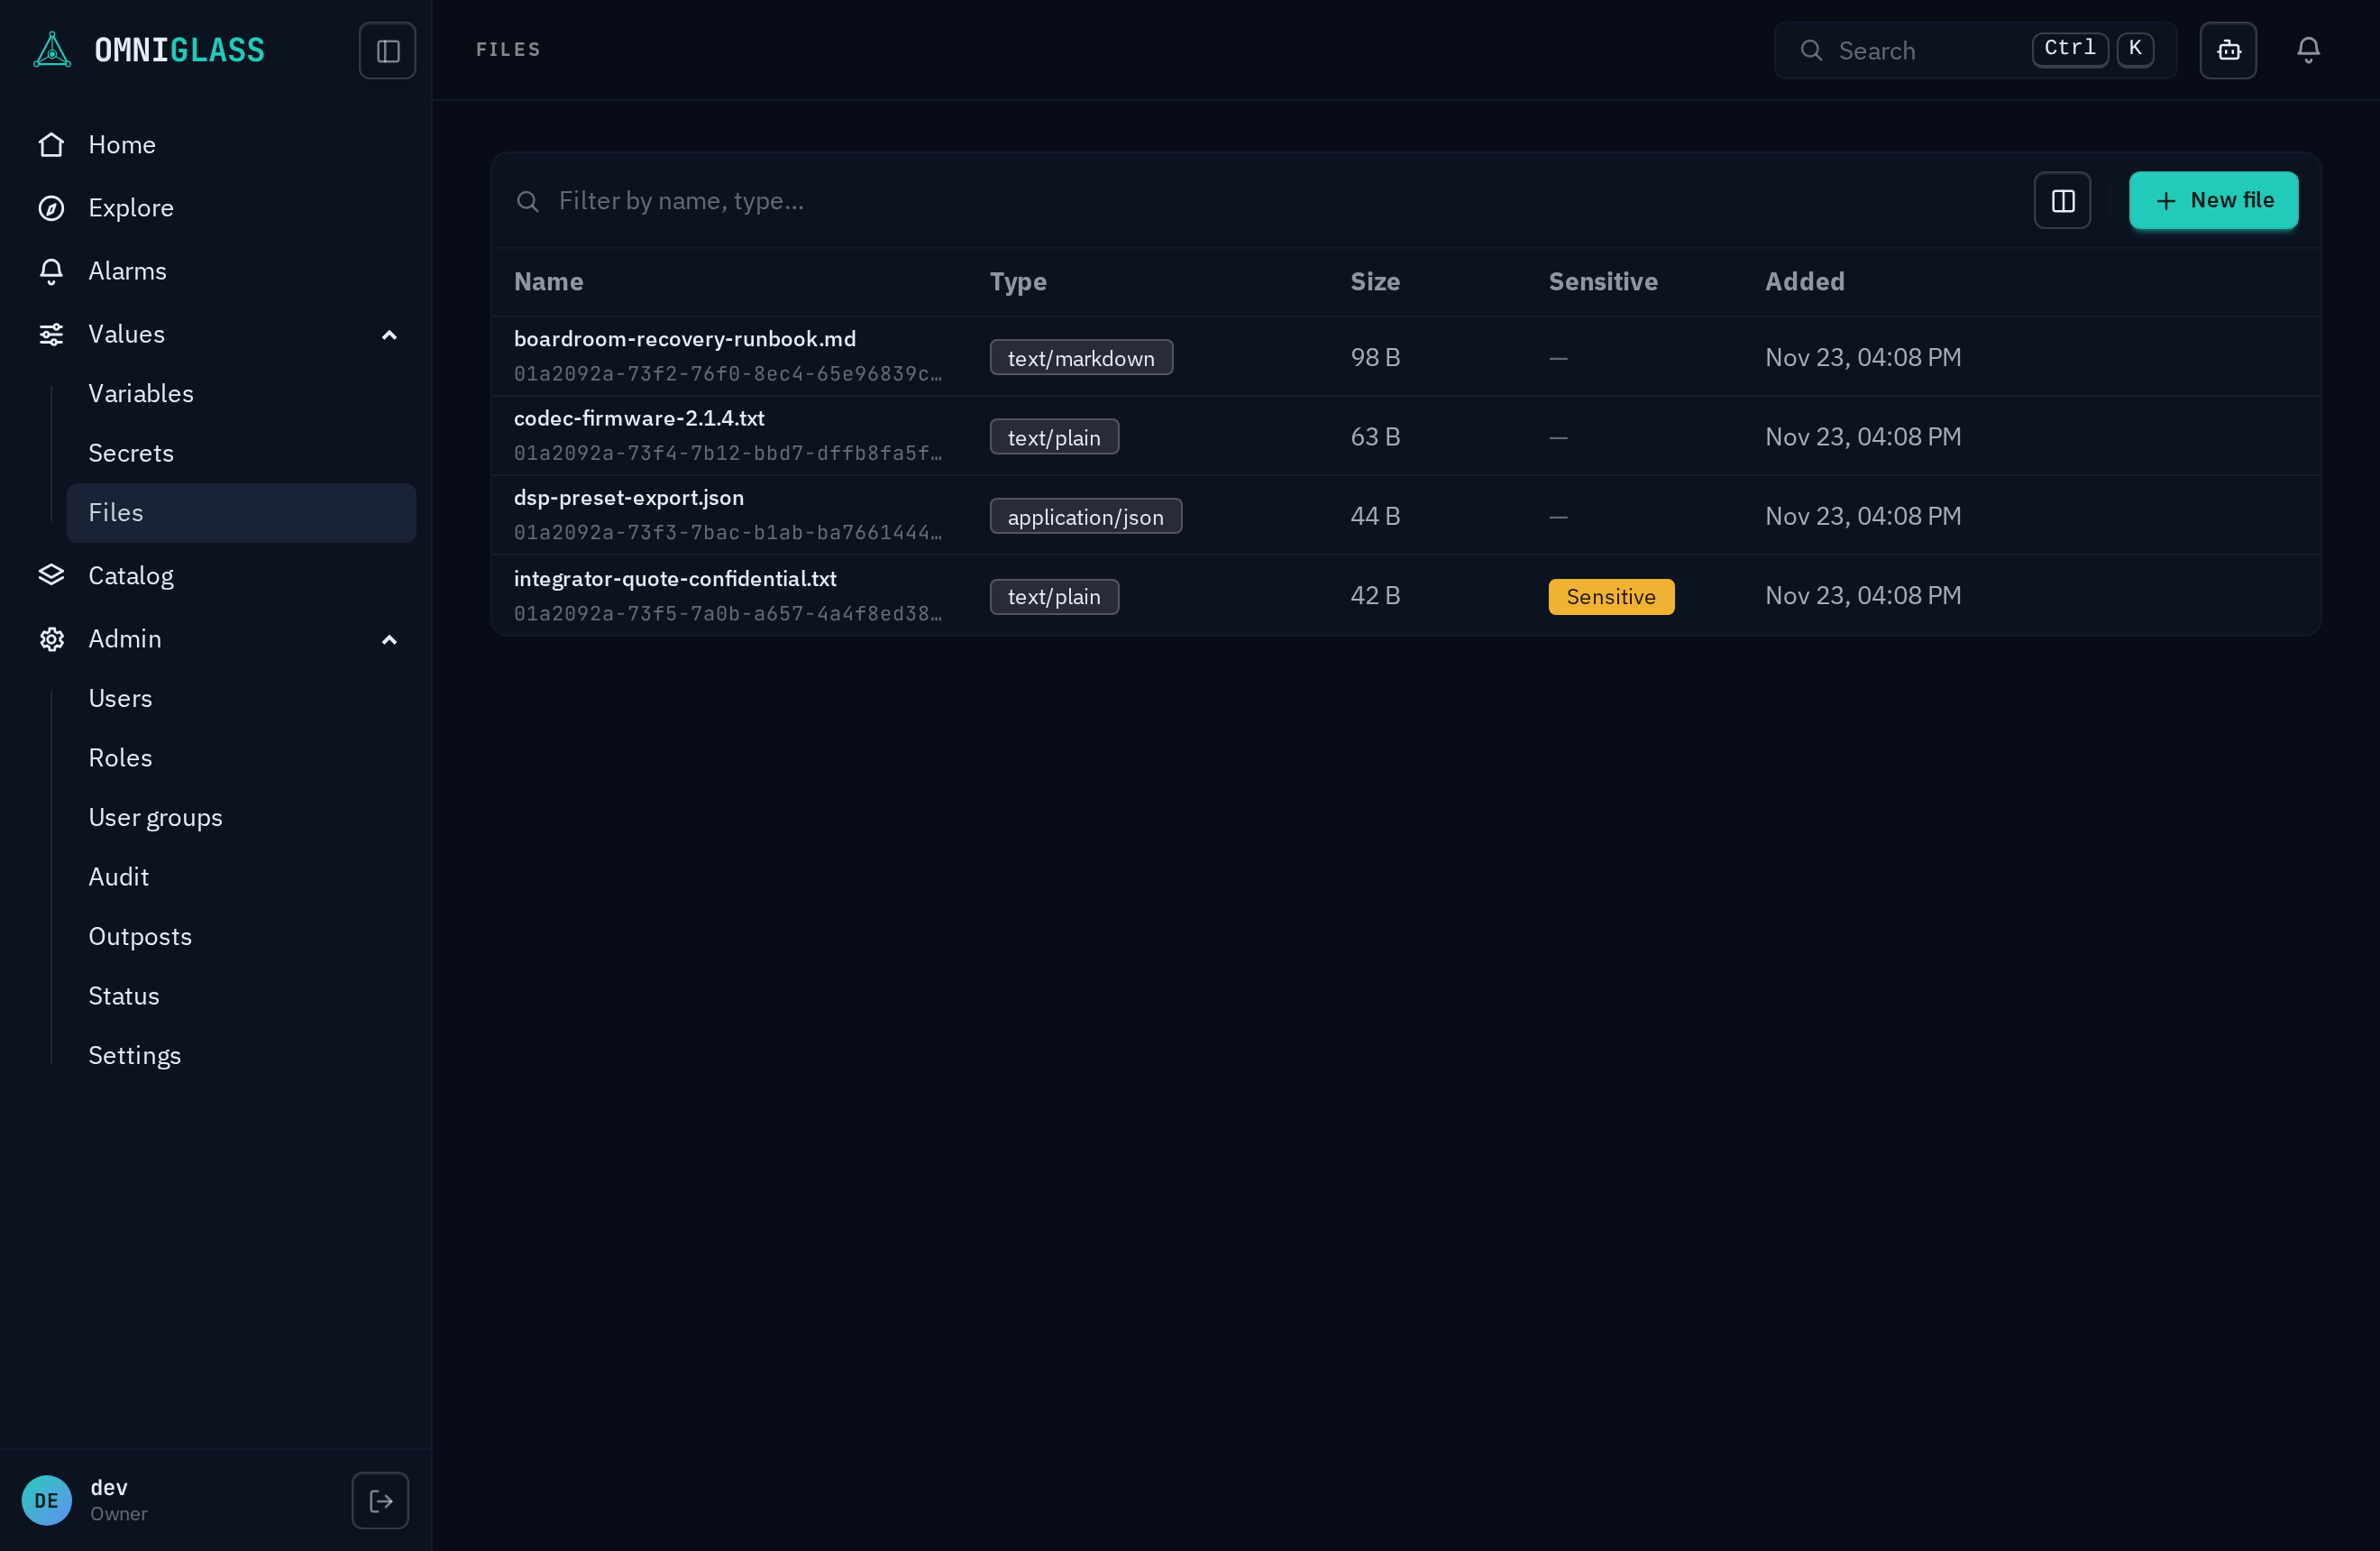 OMNIGLASS
Home
Explore
Alarms
Values
Variables
Secrets
Files
Catalog
Admin
Users
Roles
User groups
Audit
Outposts
Status
Settings
DE
dev
Owner
FILES
Search Ctrl K
Filter by name, type...
New file
Name Type Size Sensitive Added
boardroom-recovery-runbook.md
01a2092a-73f2-76f0-8ec4-65e96839c…
text/markdown 98 B — Nov 23, 04:08 PM
codec-firmware-2.1.4.txt
01a2092a-73f4-7b12-bbd7-dffb8fa5f…
text/plain 63 B — Nov 23, 04:08 PM
dsp-preset-export.json
01a2092a-73f3-7bac-b1ab-ba7661444…
application/json 44 B — Nov 23, 04:08 PM
integrator-quote-confidential.txt
01a2092a-73f5-7a0b-a657-4a4f8ed38…
text/plain 42 B Sensitive Nov 23, 04:08 PM